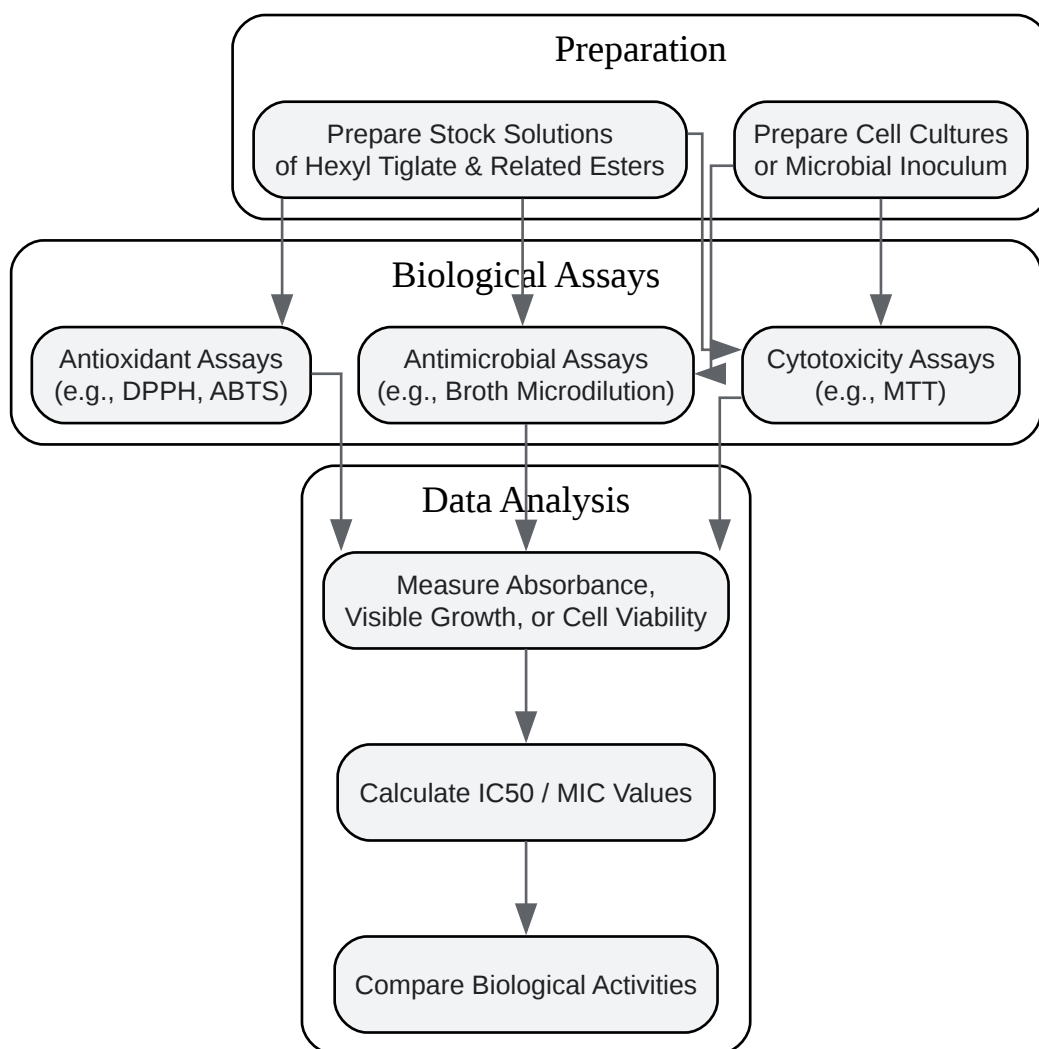 Preparation
Prepare Stock Solutions
of Hexyl Tiglate & Related Esters
Prepare Cell Cultures
or Microbial Inoculum
Biological Assays
Antioxidant Assays
(e.g., DPPH, ABTS)
Antimicrobial Assays
(e.g., Broth Microdilution)
Cytotoxicity Assays
(e.g., MTT)
Data Analysis
Measure Absorbance,
Visible Growth, or Cell Viability
Calculate IC50 / MIC Values
Compare Biological Activities